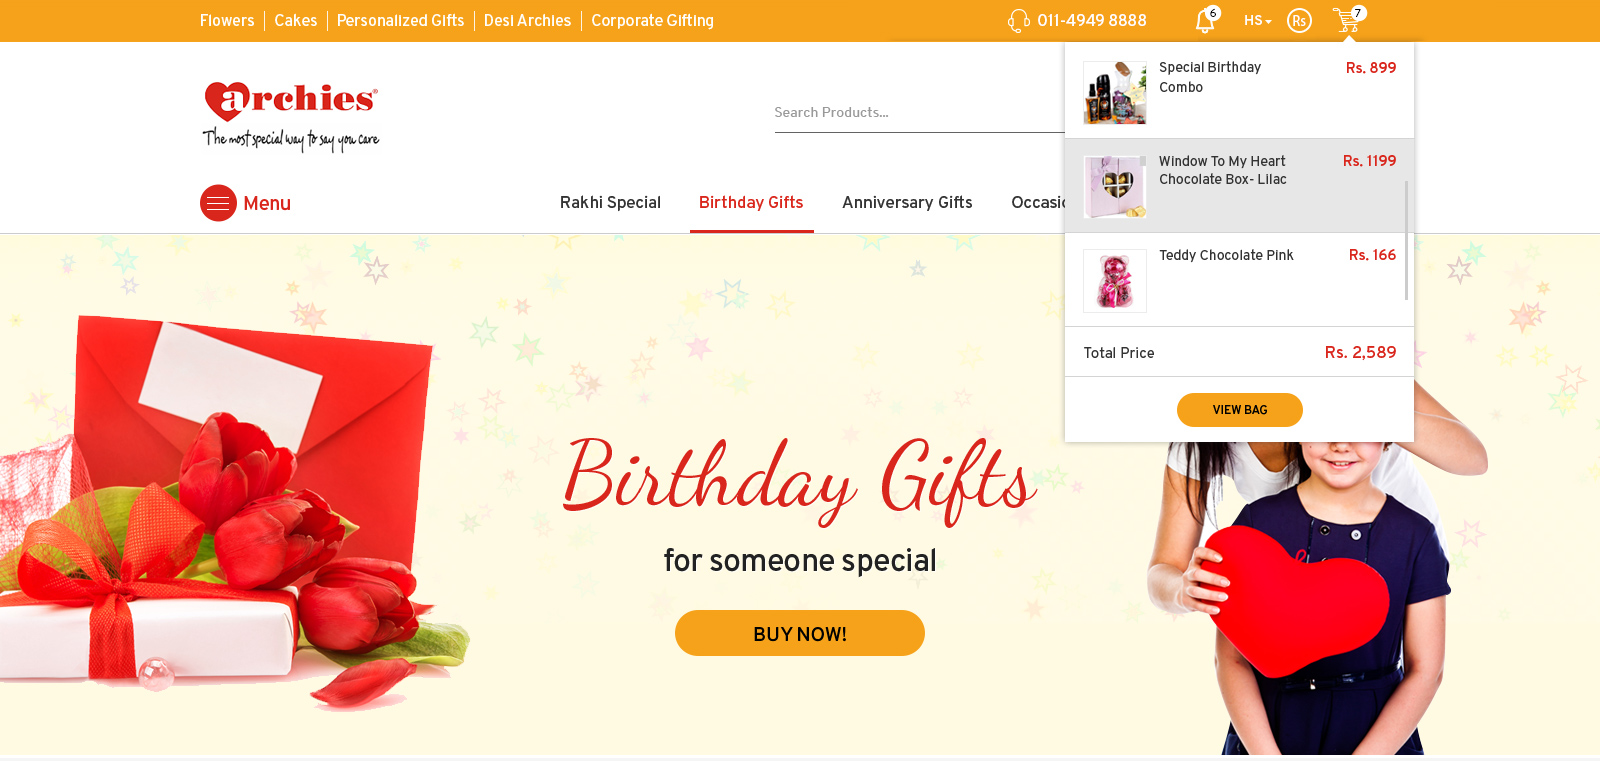 Flowers
Cakes
Personalized Gifts
Desi Archies
Corporate Gifting
011-4949 8888
6
HS
Rs
7
archies®
The most special way to say you care
Search Products...
Menu
Rakhi Special
Birthday Gifts
Anniversary Gifts
Special Birthday
Combo
Rs. 899
Window To My Heart
Chocolate Box- Lilac
Rs. 1199
Teddy Chocolate Pink
Rs. 166
Total Price
Rs. 2,589
VIEW BAG
Birthday Gifts
for someone special
BUY NOW!